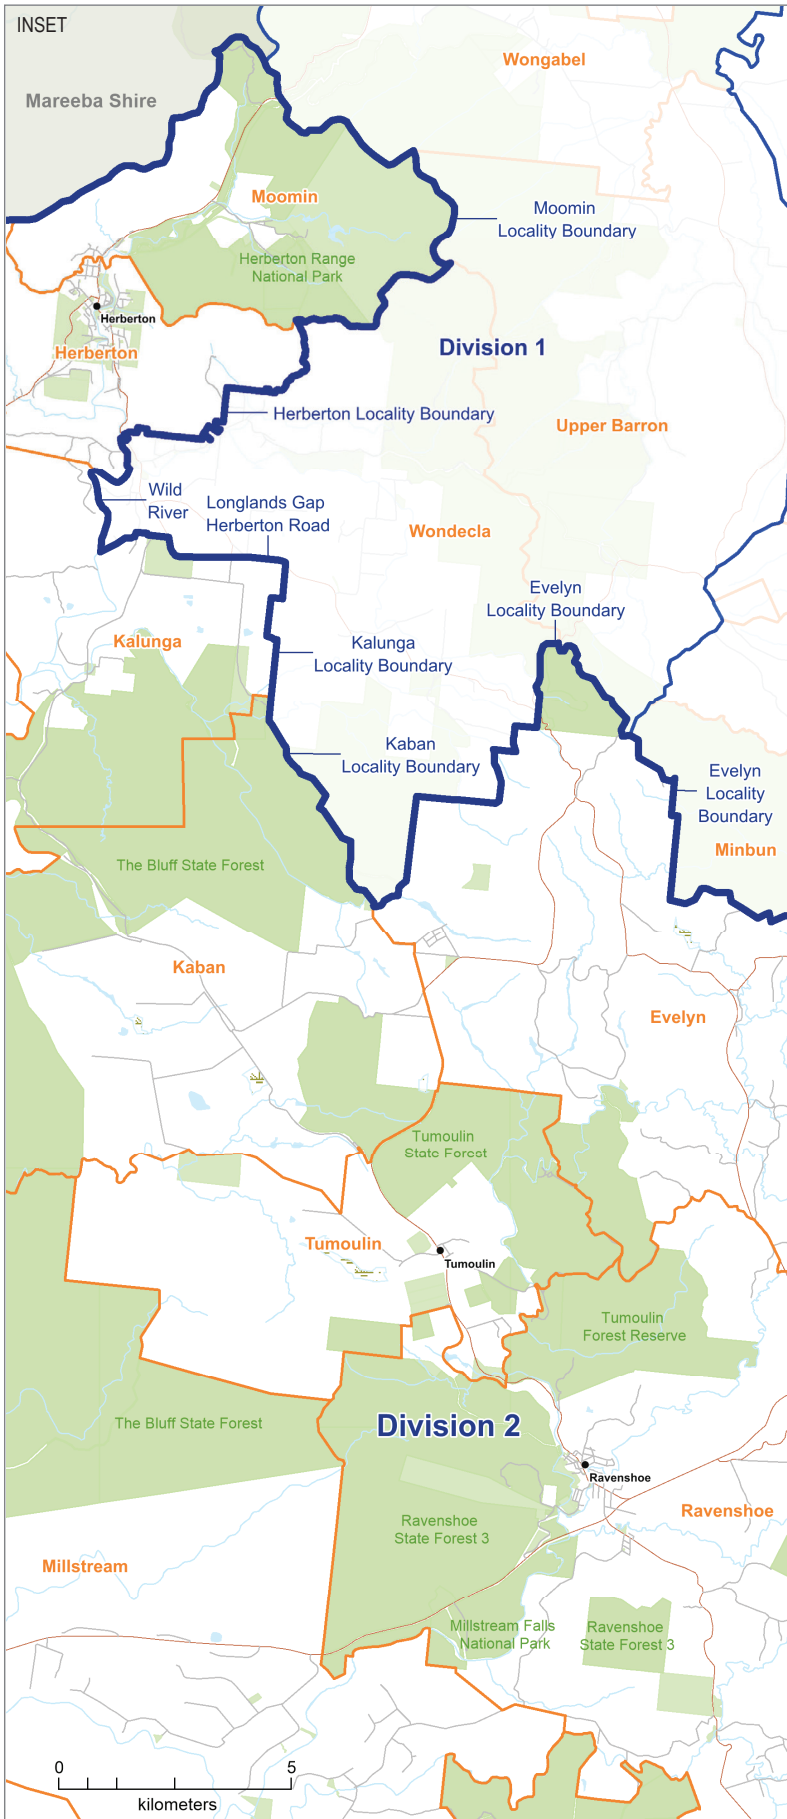 INSET
Wongabel
Mareeba Shire
Moomin
Moomin
Locality Boundary
Herberton Range
National Park
Herberton
Division 1
Herberton
Herberton Locality Boundary
Upper Barron
Wild
River
Longlands Gap
Herberton Road
Wondecla
Evelyn
Locality Boundary
Kalunga
Kalunga
Locality Boundary
Kaban
Locality Boundary
Evelyn
Locality
Boundary
Minbun
The Bluff State Forest
Kaban
Evelyn
Tumoulin
State Forest
Tumoulin
Tumoulin
Tumoulin
Forest Reserve
The Bluff State Forest
Division 2
Ravenshoe
Ravenshoe
State Forest 3
Ravenshoe
Millstream
Millstream Falls
National Park
Ravenshoe
State Forest 3
0 5
kilometers